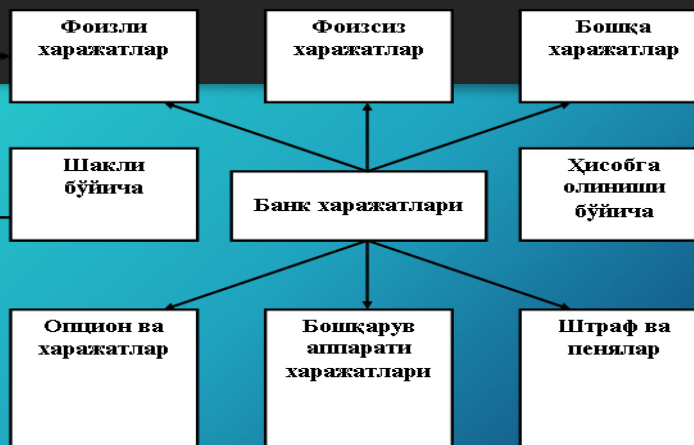 Фоизли
харажатлар
Фоизсиз
харажатлар
Бошқа
харажатлар
Шакли
бўйича
Банк харажатлари
Ҳисобга
олиниши
бўйича
Опцион ва
харажатлар
Бошқарув
аппарати
харажатлари
Штраф ва
пенялар